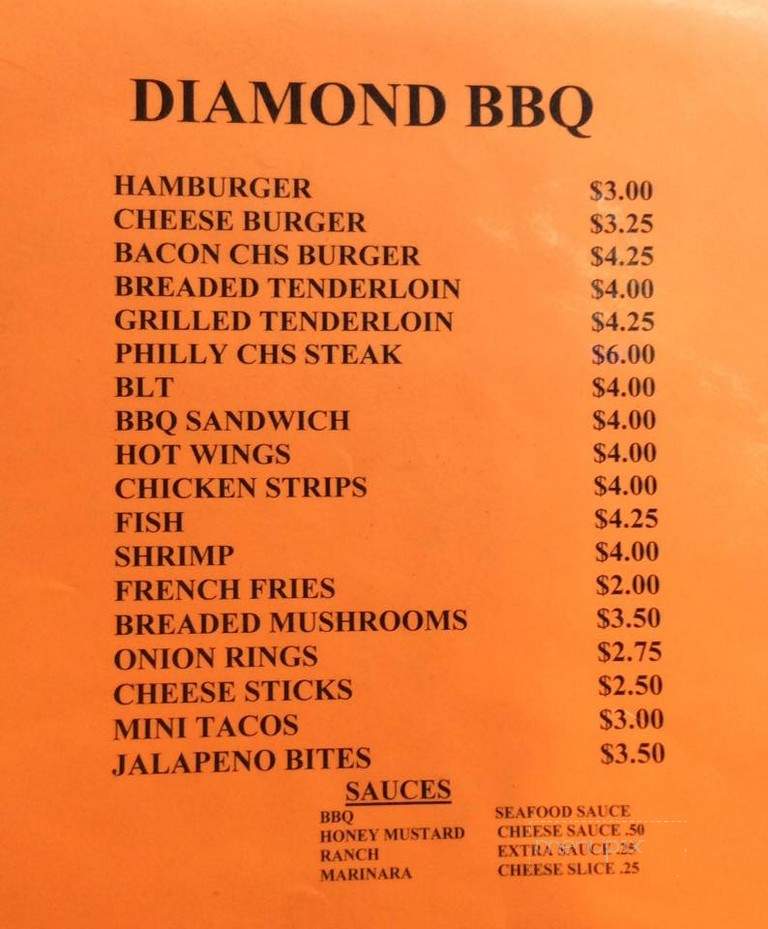 DIAMOND BBQ
HAMBURGER $3.00
CHEESE BURGER $3.25
BACON CHS BURGER $4.25
BREADED TENDERLOIN $4.00
GRILLED TENDERLOIN $4.25
PHILLY CHS STEAK $6.00
BLT $4.00
BBQ SANDWICH $4.00
HOT WINGS $4.00
CHICKEN STRIPS $4.00
FISH $4.25
SHRIMP $4.00
FRENCH FRIES $2.00
BREADED MUSHROOMS $3.50
ONION RINGS $2.75
CHEESE STICKS $2.50
MINI TACOS $3.00
JALAPENO BITES $3.50
SAUCES
BBQ SEAFOOD SAUCE
HONEY MUSTARD CHEESE SAUCE .50
RANCH EXTRA SAUCE .25
MARINARA CHEESE SLICE .25